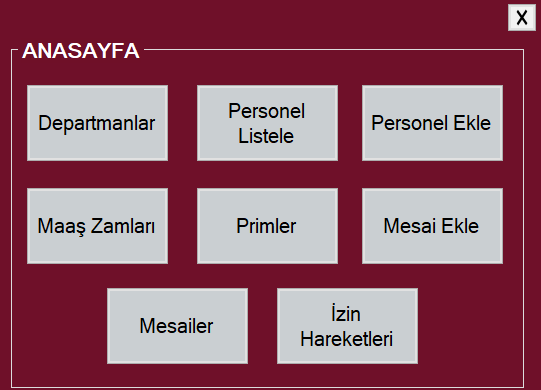 X
ANASAYFA
Departmanlar
Personel
Listele
Personel Ekle
Maaş Zamları
Primler
Mesai Ekle
Mesailer
İzin
Hareketleri